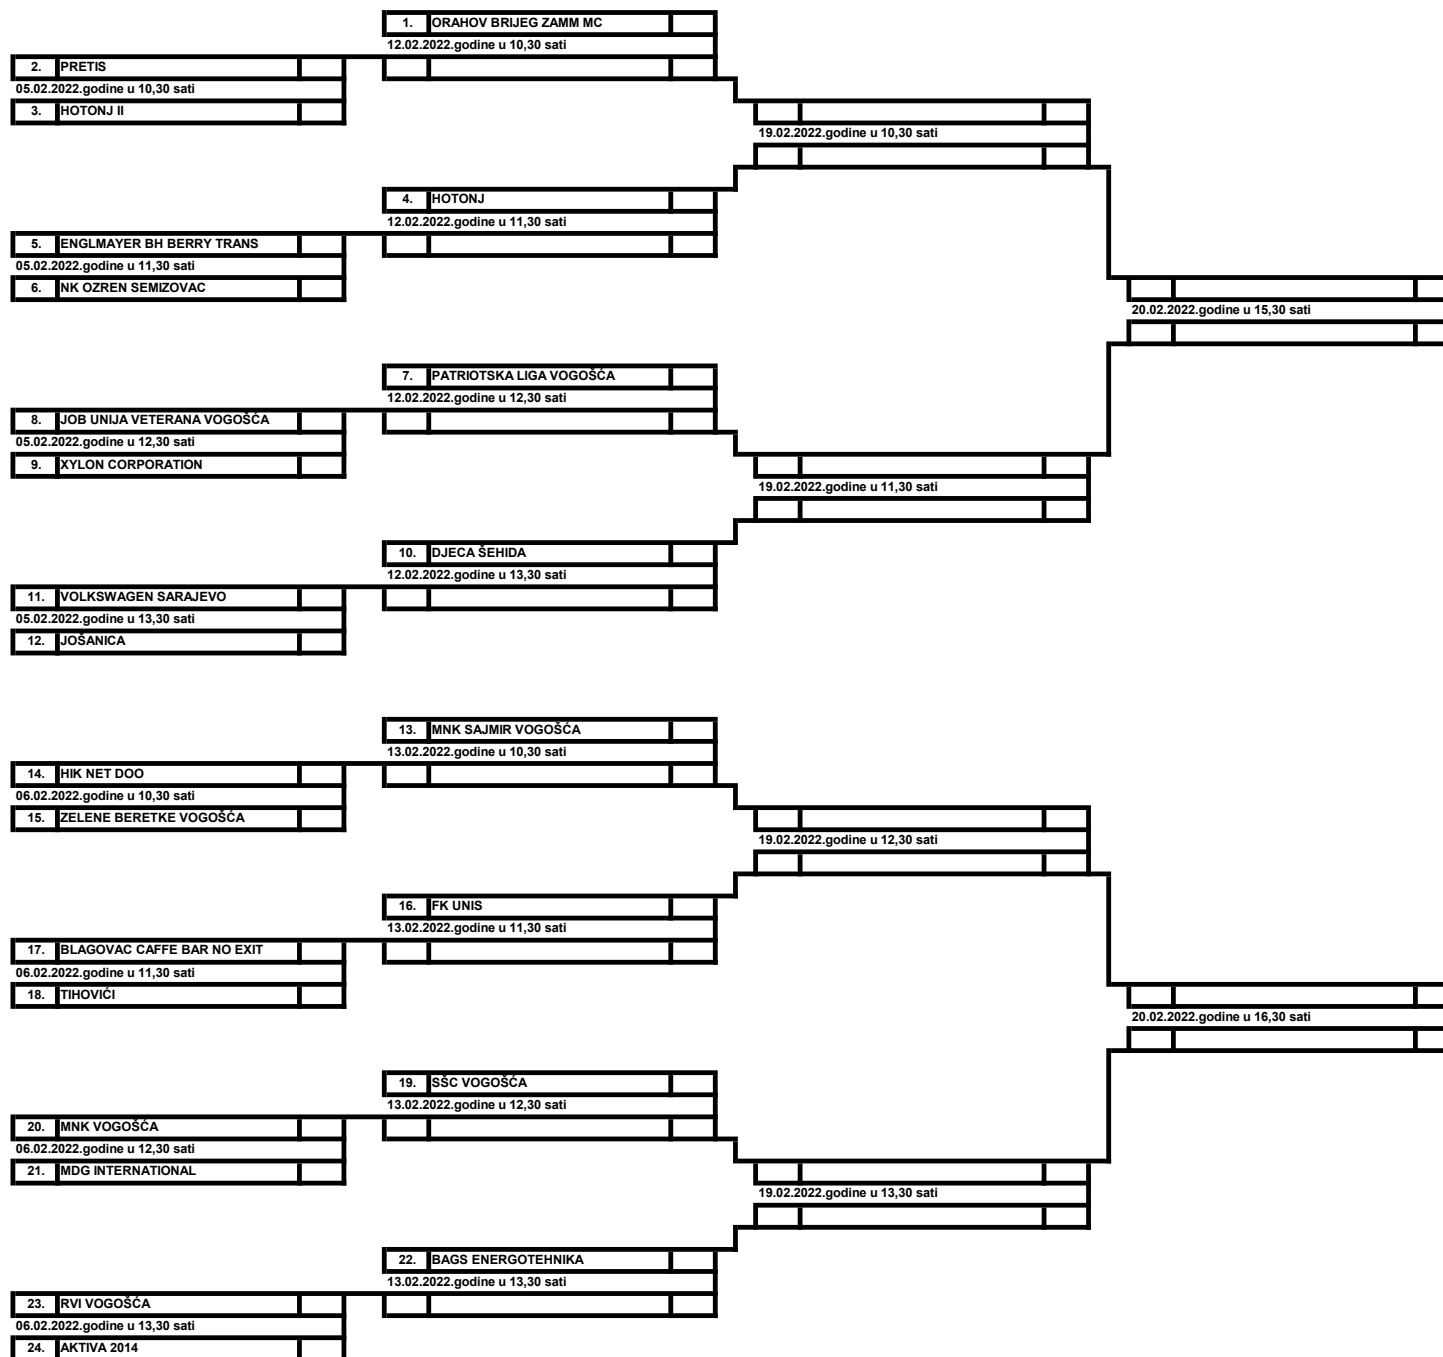 1. ORAHOV BRIJEG ZAMM MC
12.02.2022.godine u 10,30 sati
2. PRETIS
05.02.2022.godine u 10,30 sati
3. HOTONJ II
19.02.2022.godine u 10,30 sati
4. HOTONJ
12.02.2022.godine u 11,30 sati
5. ENGLMAYER BH BERRY TRANS
05.02.2022.godine u 11,30 sati
6. NK OZREN SEMIZOVAC
20.02.2022.godine u 15,30 sati
7. PATRIOTSKA LIGA VOGOŠĆA
12.02.2022.godine u 12,30 sati
8. JOB UNIJA VETERANA VOGOŠĆA
05.02.2022.godine u 12,30 sati
9. XYLON CORPORATION
19.02.2022.godine u 11,30 sati
10. DJECA ŠEHIDA
12.02.2022.godine u 13,30 sati
11. VOLKSWAGEN SARAJEVO
05.02.2022.godine u 13,30 sati
12. JOŠANICA
13. MNK SAJMIR VOGOŠĆA
13.02.2022.godine u 10,30 sati
14. HIK NET DOO
06.02.2022.godine u 10,30 sati
15. ZELENE BERETKE VOGOŠĆA
19.02.2022.godine u 12,30 sati
16. FK UNIS
13.02.2022.godine u 11,30 sati
17. BLAGOVAC CAFFE BAR NO EXIT
06.02.2022.godine u 11,30 sati
18. TIHOVIĆI
20.02.2022.godine u 16,30 sati
19. SŠC VOGOŠĆA
13.02.2022.godine u 12,30 sati
20. MNK VOGOŠĆA
06.02.2022.godine u 12,30 sati
21. MDG INTERNATIONAL
19.02.2022.godine u 13,30 sati
22. BAGS ENERGOTEHNIKA
13.02.2022.godine u 13,30 sati
23. RVI VOGOŠĆA
06.02.2022.godine u 13,30 sati
24. AKTIVA 2014